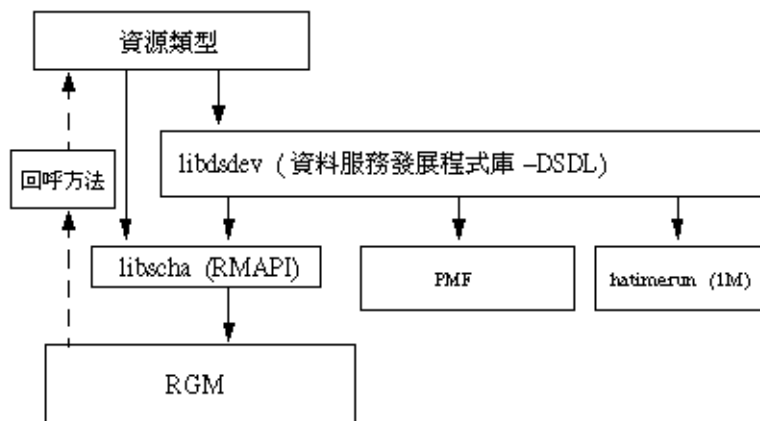 資源類型
libdsdev (資料服務發展程式庫 –DSDL)
回呼方法
libscha (RMAPI)
PMF
hatimerun (1M)
RGM